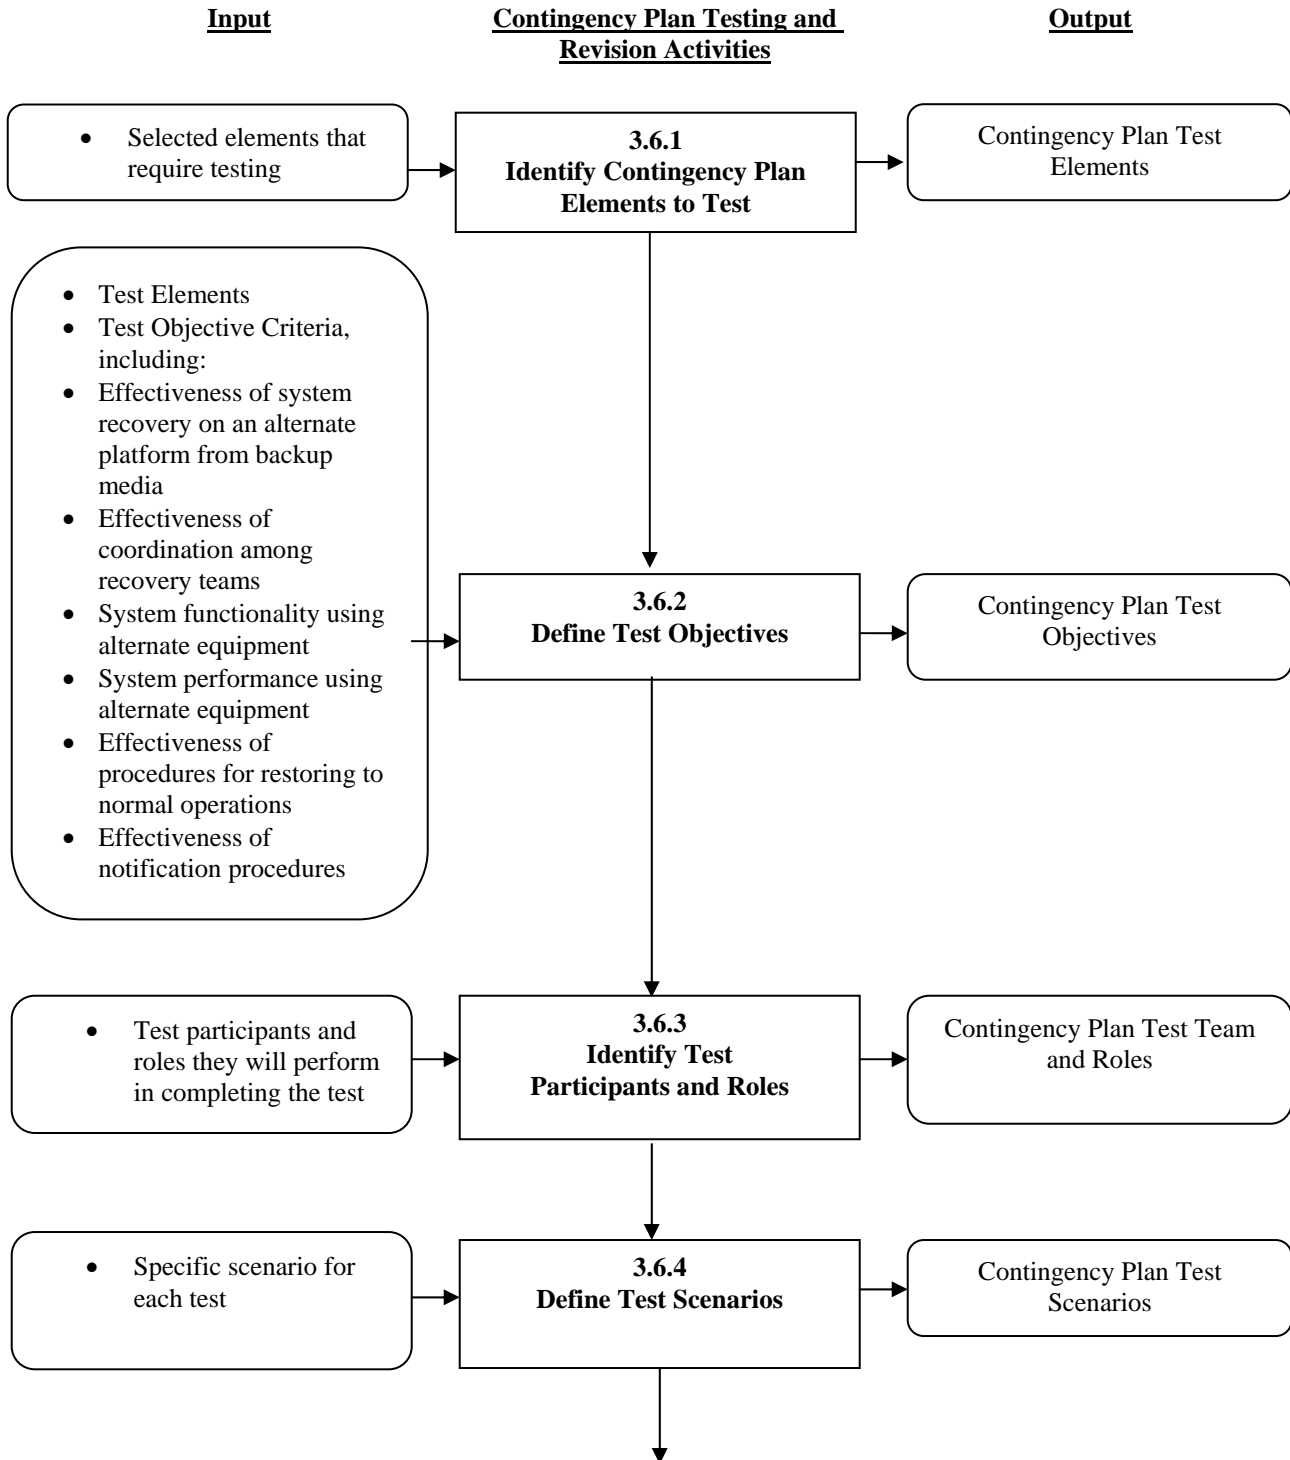 Input
Contingency Plan Testing and
Revision Activities
Output
• Selected elements that
require testing
3.6.1
Identify Contingency Plan
Elements to Test
Contingency Plan Test
Elements
• Test Elements
• Test Objective Criteria,
including:
• Effectiveness of system
recovery on an alternate
platform from backup
media
• Effectiveness of
coordination among
recovery teams
• System functionality using
alternate equipment
• System performance using
alternate equipment
• Effectiveness of
procedures for restoring to
normal operations
• Effectiveness of
notification procedures
3.6.2
Define Test Objectives
Contingency Plan Test
Objectives
• Test participants and
roles they will perform
in completing the test
3.6.3
Identify Test
Participants and Roles
Contingency Plan Test Team
and Roles
• Specific scenario for
each test
3.6.4
Define Test Scenarios
Contingency Plan Test
Scenarios